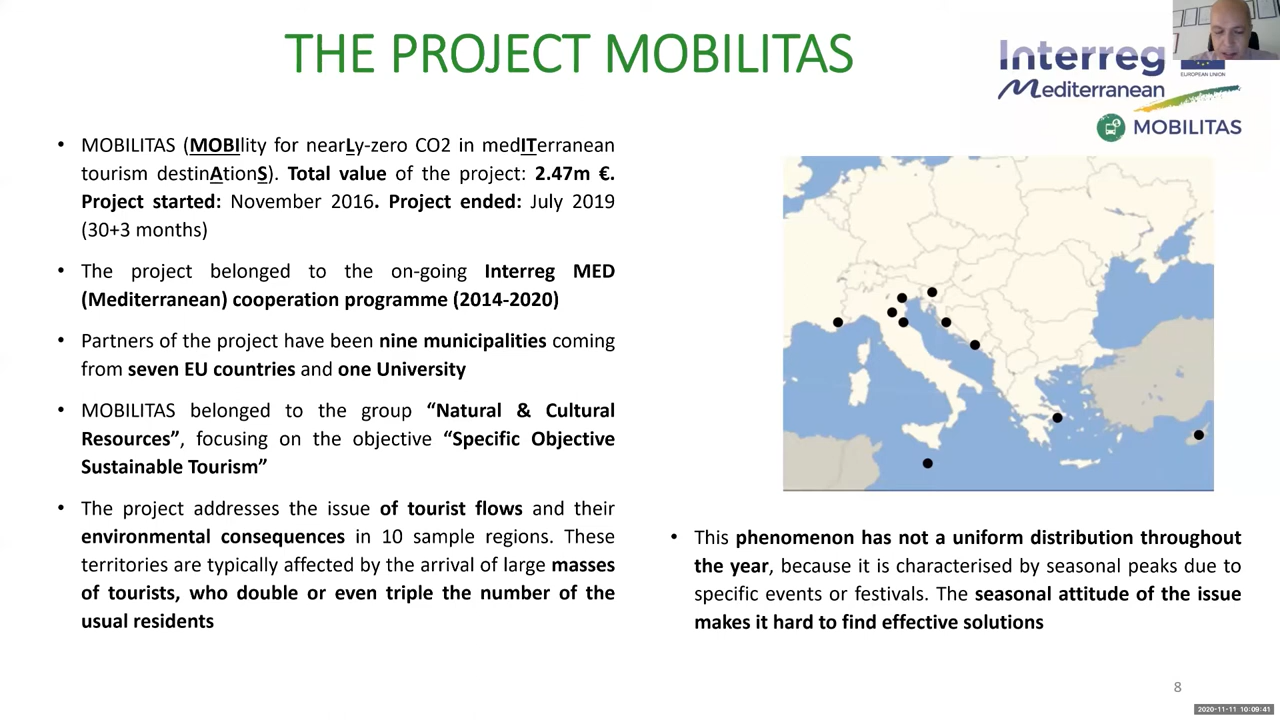 THE PROJECT MOBILITAS
Interreg
EUROPEAN UNION
Mediterranean
MOBILITAS
• MOBILITAS (MOBIlity for nearLy-zero CO2 in medITerranean
tourism destinAtionS). Total value of the project: 2.47m €.
Project started: November 2016. Project ended: July 2019
(30+3 months)
• The project belonged to the on-going Interreg MED
(Mediterranean) cooperation programme (2014-2020)
• Partners of the project have been nine municipalities coming
from seven EU countries and one University
• MOBILITAS belonged to the group “Natural & Cultural
Resources”, focusing on the objective “Specific Objective
Sustainable Tourism”
• The project addresses the issue of tourist flows and their
environmental consequences in 10 sample regions. These
territories are typically affected by the arrival of large masses
of tourists, who double or even triple the number of the
usual residents
• This phenomenon has not a uniform distribution throughout
the year, because it is characterised by seasonal peaks due to
specific events or festivals. The seasonal attitude of the issue
makes it hard to find effective solutions
8
2020-11-11 10:09:41